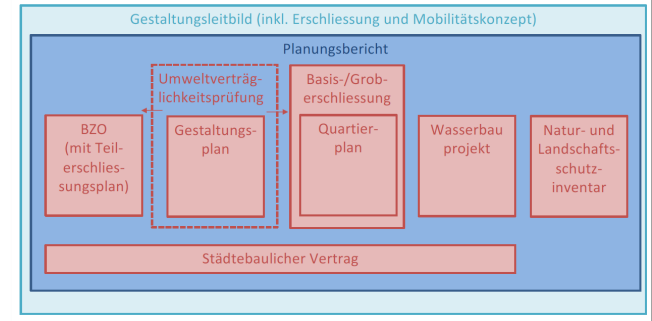 Gestaltungsleitbild (inkl. Erschliessung und Mobilitätskonzept)
Planungsbericht
Umweltverträg-
lichkeitsprüfung
Basis-/Grob-
erschliessung
BZO
(mit Teil-
erschlies-
sungsplan)
Gestaltungs-
plan
Quartier-
plan
Wasserbau
projekt
Natur- und
Landschafts-
schutz-
inventar
Städtebaulicher Vertrag